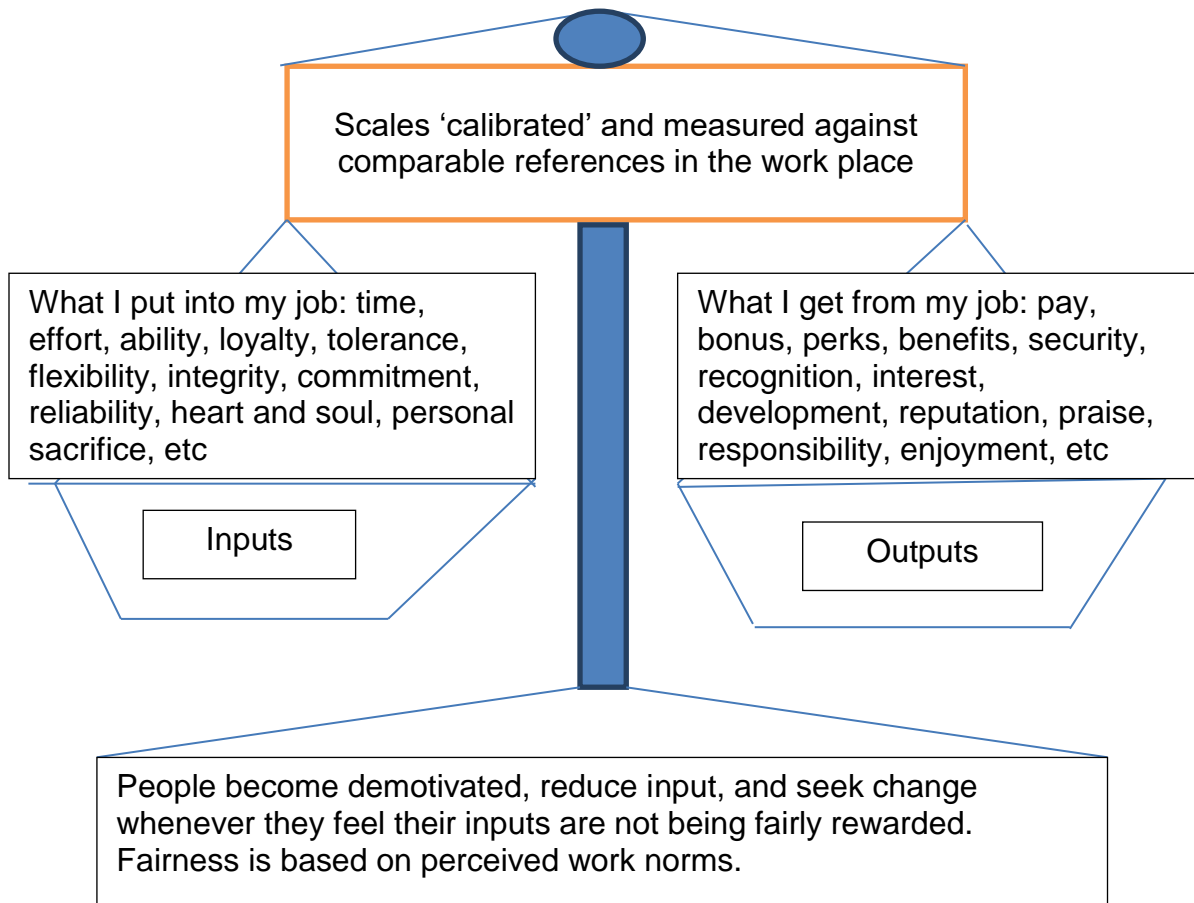 Scales ‘calibrated’ and measured against
comparable references in the work place
What I put into my job: time,
effort, ability, loyalty, tolerance,
flexibility, integrity, commitment,
reliability, heart and soul, personal
sacrifice, etc
Inputs
What I get from my job: pay,
bonus, perks, benefits, security,
recognition, interest,
development, reputation, praise,
responsibility, enjoyment, etc
Outputs
People become demotivated, reduce input, and seek change
whenever they feel their inputs are not being fairly rewarded.
Fairness is based on perceived work norms.